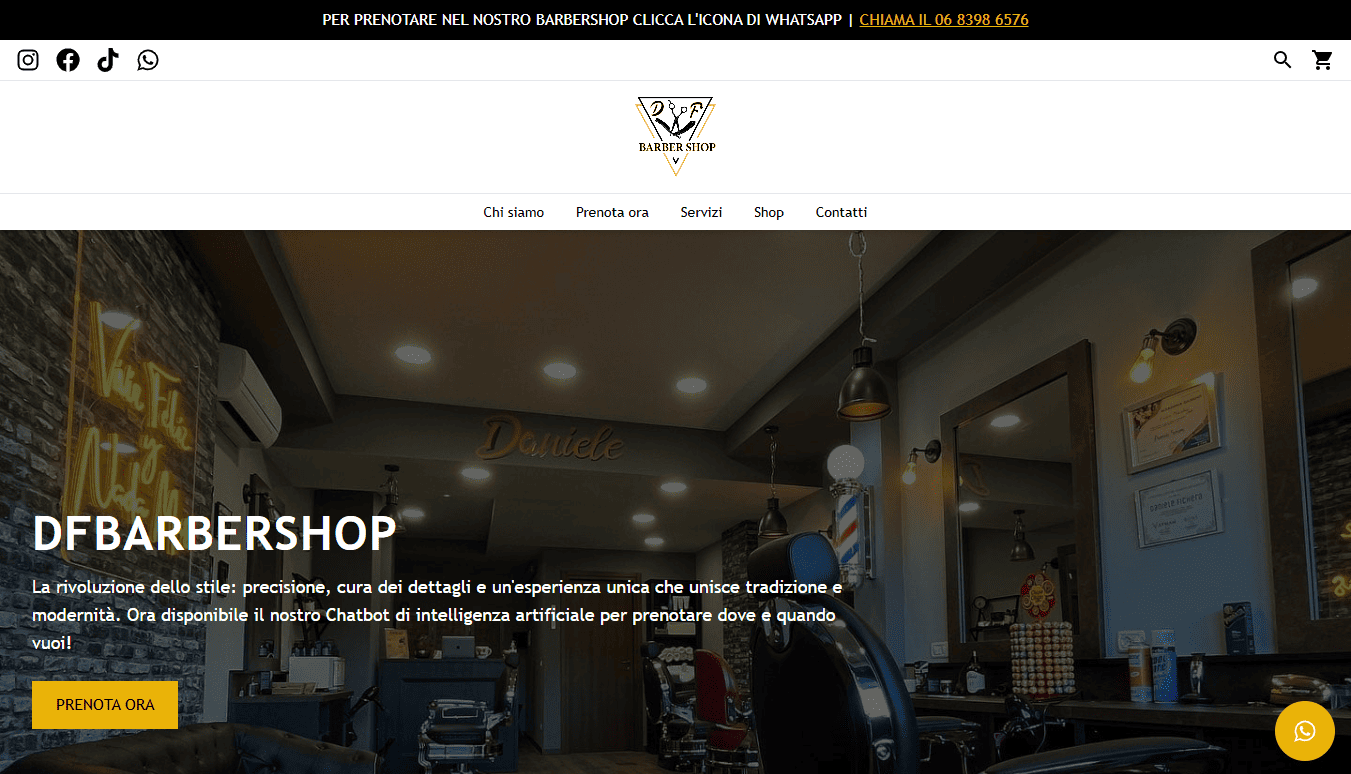 PER PRENOTARE NEL NOSTRO BARBERSHOP CLICCA L'ICONA DI WHATSAPP | CHIAMA IL 06 8398 6576
D F
BARBER SHOP
Chi siamo Prenota ora Servizi Shop Contatti
Daniele
DFBARBERSHOP
La rivoluzione dello stile: precisione, cura dei dettagli e un'esperienza unica che unisce tradizione e
modernità. Ora disponibile il nostro Chatbot di intelligenza artificiale per prenotare dove e quando
vuoi!
PRENOTA ORA